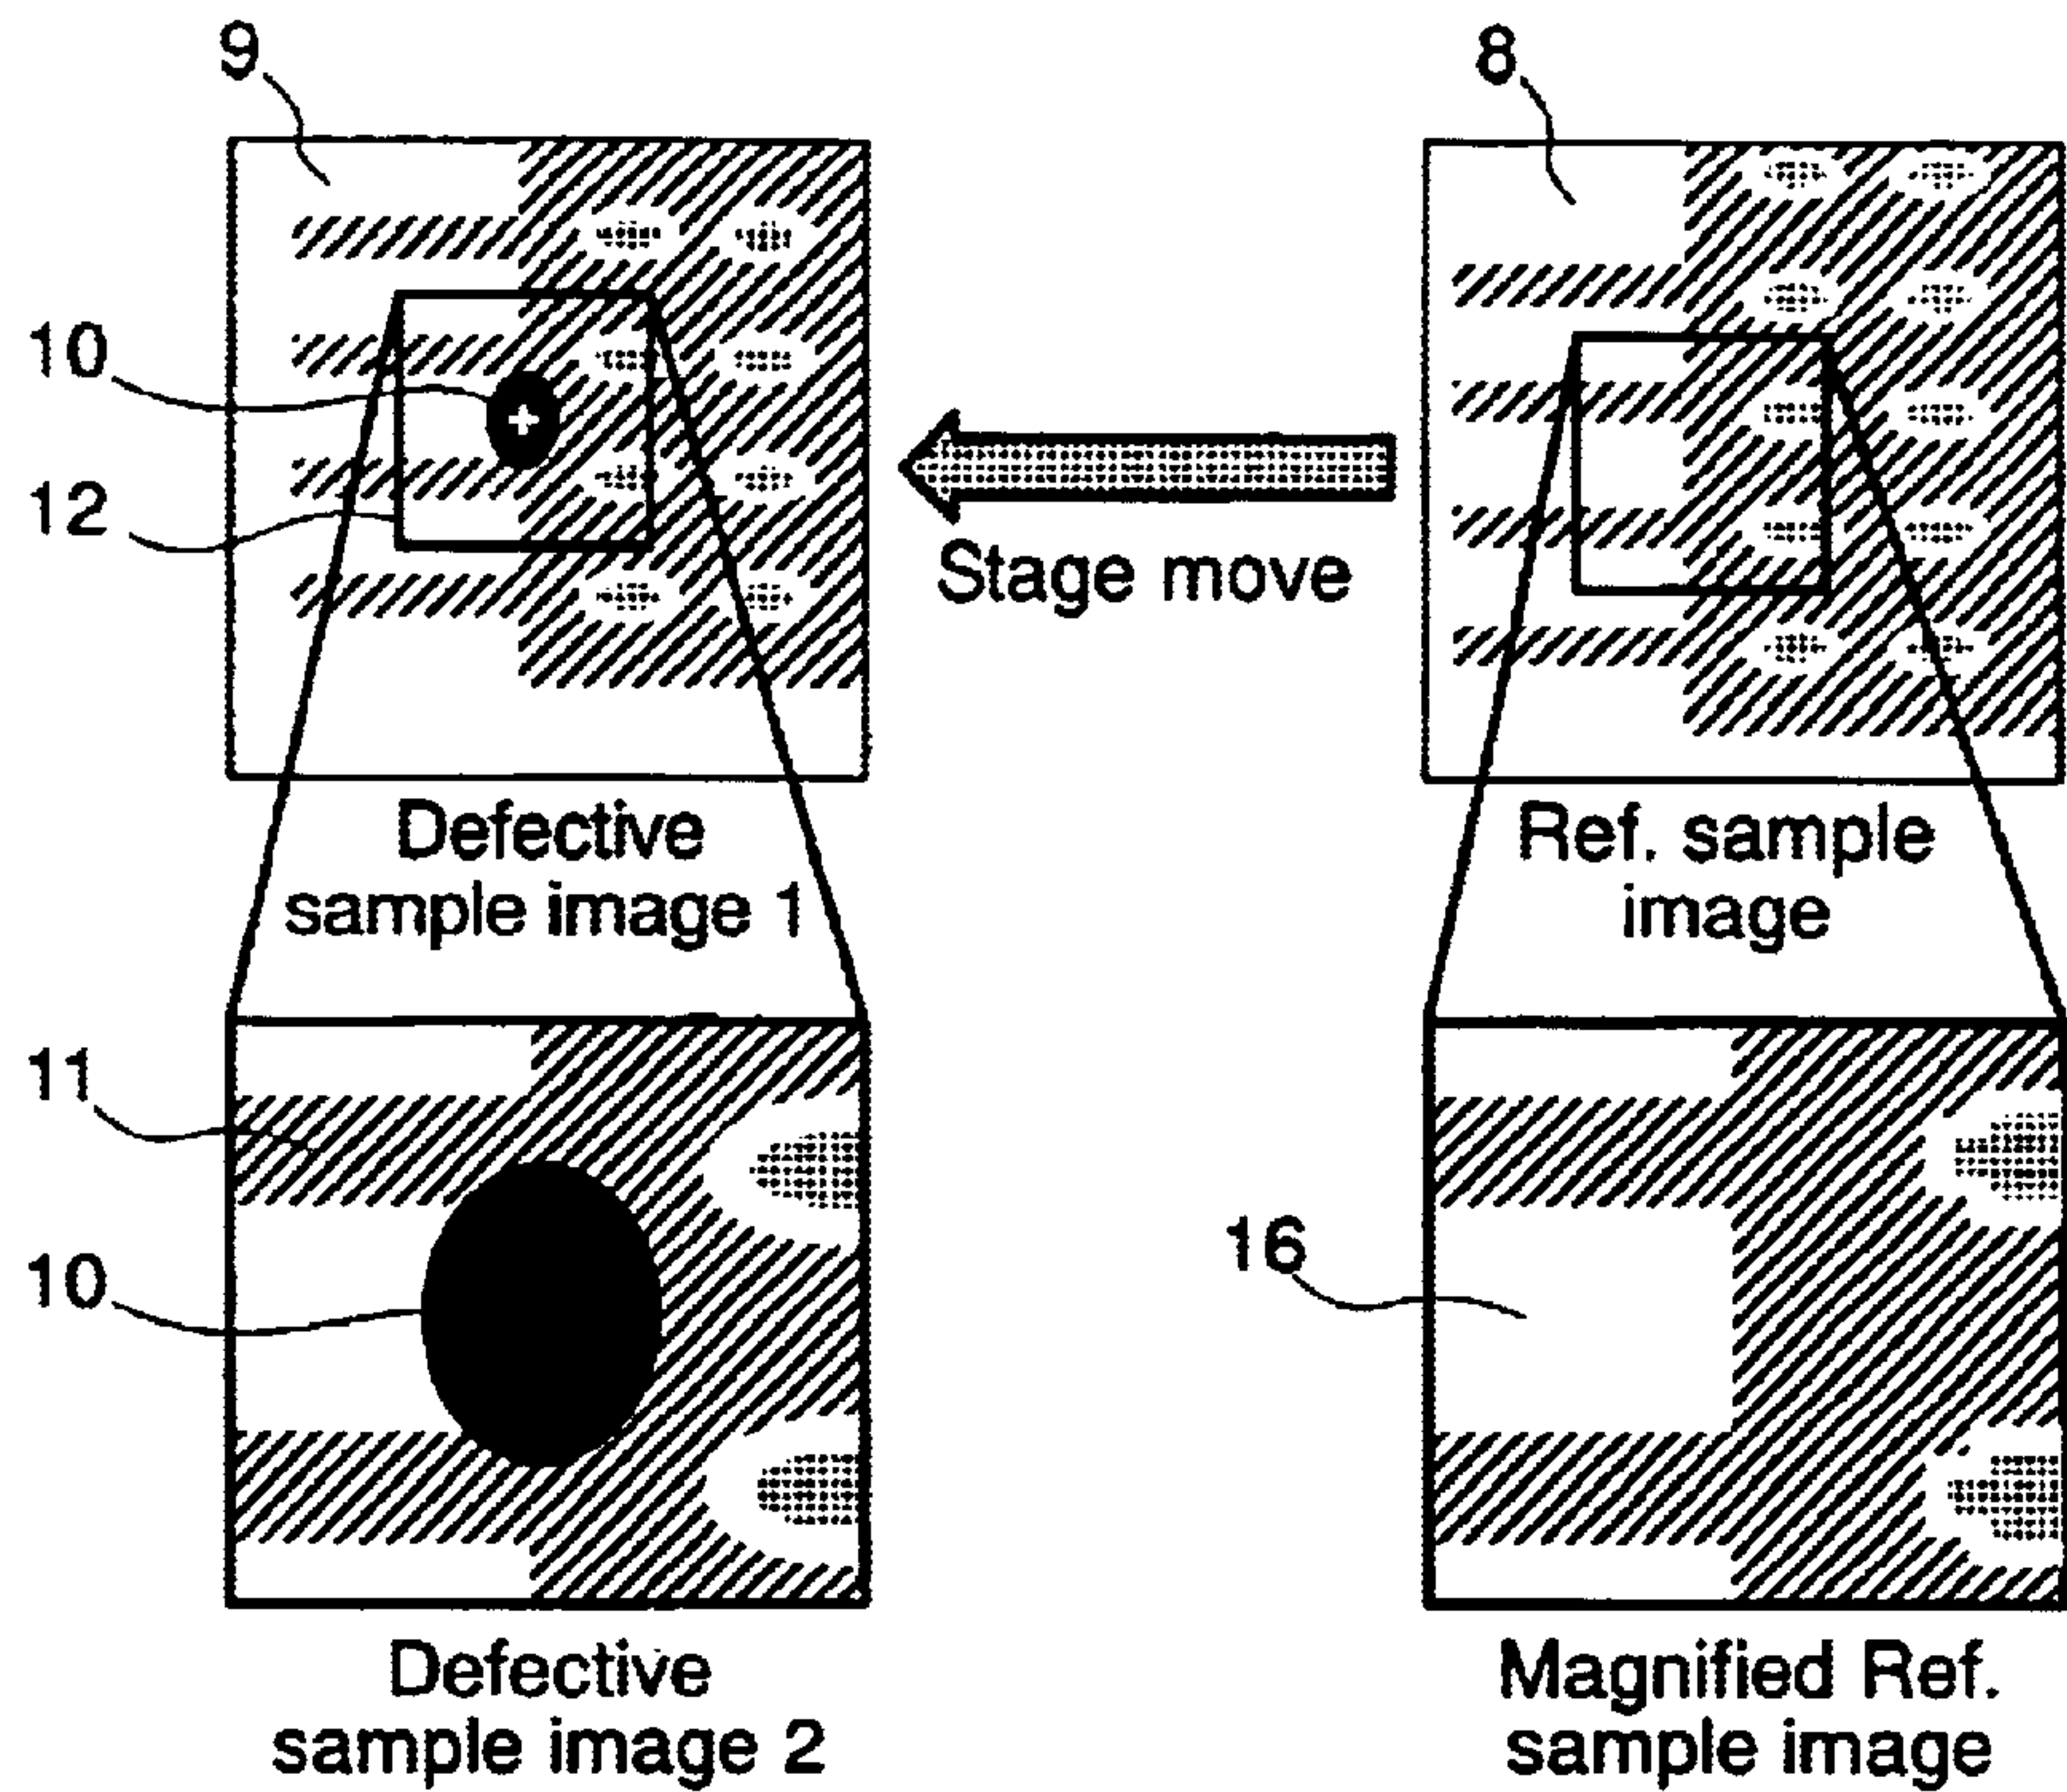 9
8
10
12
Stage move
Defective
sample image 1
Ref. sample
image
11
10
16
Defective
sample image 2
Magnified Ref.
sample image